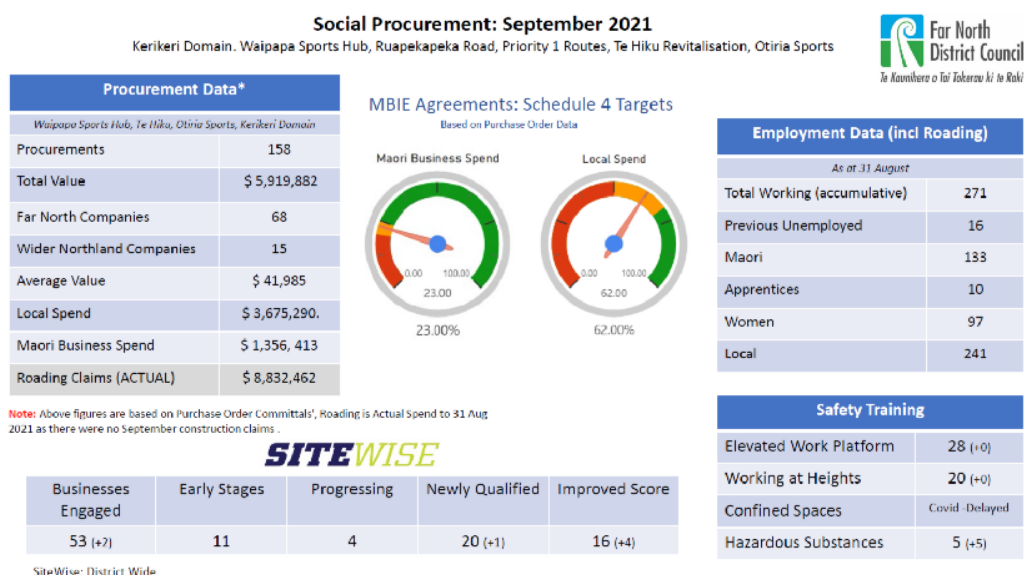 Social Procurement: September 2021
Kerikeri Domain. Waipapa Sports Hub, Ruapekapeka Road, Priority 1 Routes, Te Hiku Revitalisation, Otiria Sports
Far North
District Council
Te Kaunihera o Tai Tokerau ki te Raki
Procurement Data*
Waipapa Sports Hub, Te Hiku, Otiria Sports, Kerikeri Domain
Procurements 158
Total Value $ 5,919,882
Far North Companies 68
Wider Northland Companies 15
Average Value $ 41,985
Local Spend $ 3,675,290.
Maori Business Spend $ 1,356, 413
Roading Claims (ACTUAL) $ 8,832,462
Note: Above figures are based on Purchase Order Committals', Roading is Actual Spend to 31 Aug
2021 as there were no September construction claims .
MBIE Agreements: Schedule 4 Targets
Based on Purchase Order Data
Maori Business Spend
0.00 100.00
23.00
23.00%
Local Spend
0.00 100.00
62.00
62.00%
Employment Data (incl Roading)
As at 31 August
Total Working (accumulative) 271
Previous Unemployed 16
Maori 133
Apprentices 10
Women 97
Local 241
Safety Training
Elevated Work Platform 28 (+0)
Working at Heights 20 (+0)
Confined Spaces Covid -Delayed
Hazardous Substances 5 (+5)
SITEWISE
Businesses Engaged Early Stages Progressing Newly Qualified Improved Score
53 (+2) 11 4 20 (+1) 16 (+4)
SiteWise: District Wide